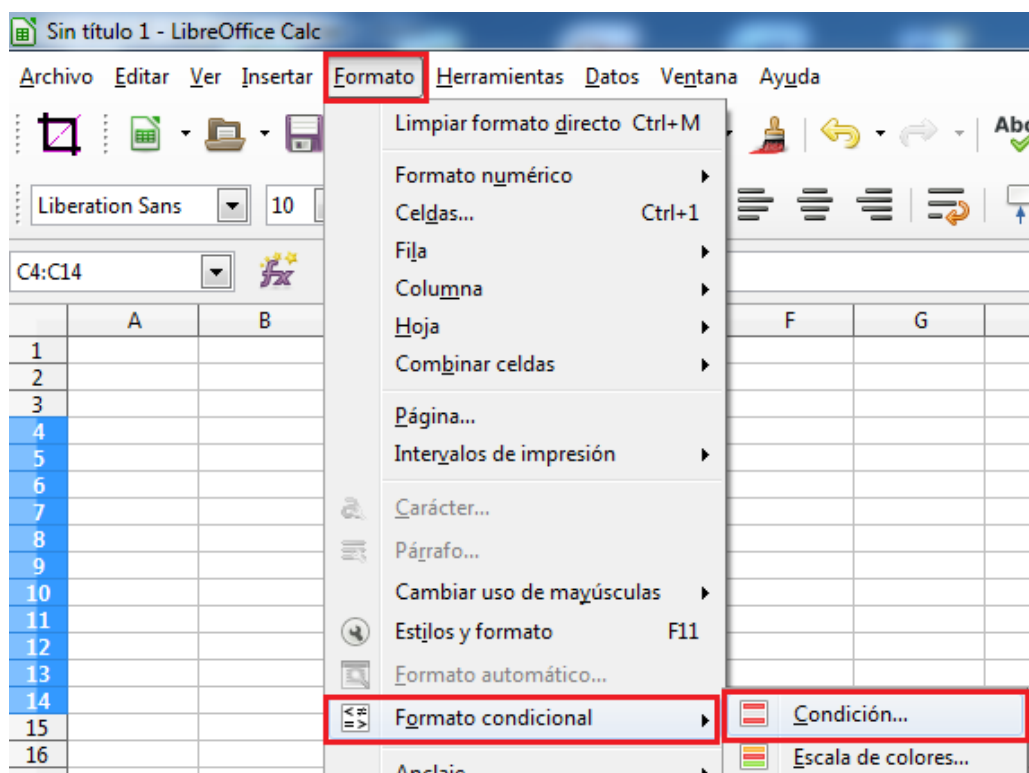 Sin título 1 - LibreOffice Calc
Archivo Editar Ver Insertar Formato Herramientas Datos Ventana Ayuda
Limpiar formato directo Ctrl+M
Formato numérico
Liberation Sans 10
Celdas... Ctrl+1
Fila
C4:C14
Columna
A B F G
Hoja
1
Combinar celdas
2
3
Página...
4
Intervalos de impresión
5
6
Carácter...
7
8
Párrafo...
9
Cambiar uso de mayúsculas
10
11
Estilos y formato F11
12
13
Formato automático...
14
Formato condicional
Condición...
15
16
Escala de colores...
Anclaje